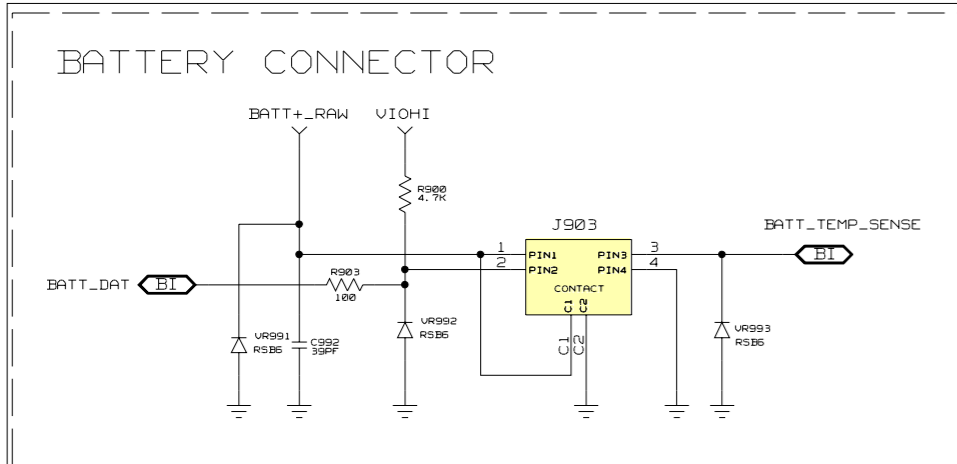 BATTERY CONNECTOR
BATT+_RAW
VIOHI
R900
4.7K
J903
BATT_TEMP_SENSE
1
PIN1
PIN3
3
BI
2
PIN2
PIN4
4
R903
BATT_DAT
BI
100
CONTACT
C1
C2
C1
C2
VR991
RSB6
C992
39PF
VR992
RSB6
VR993
RSB6